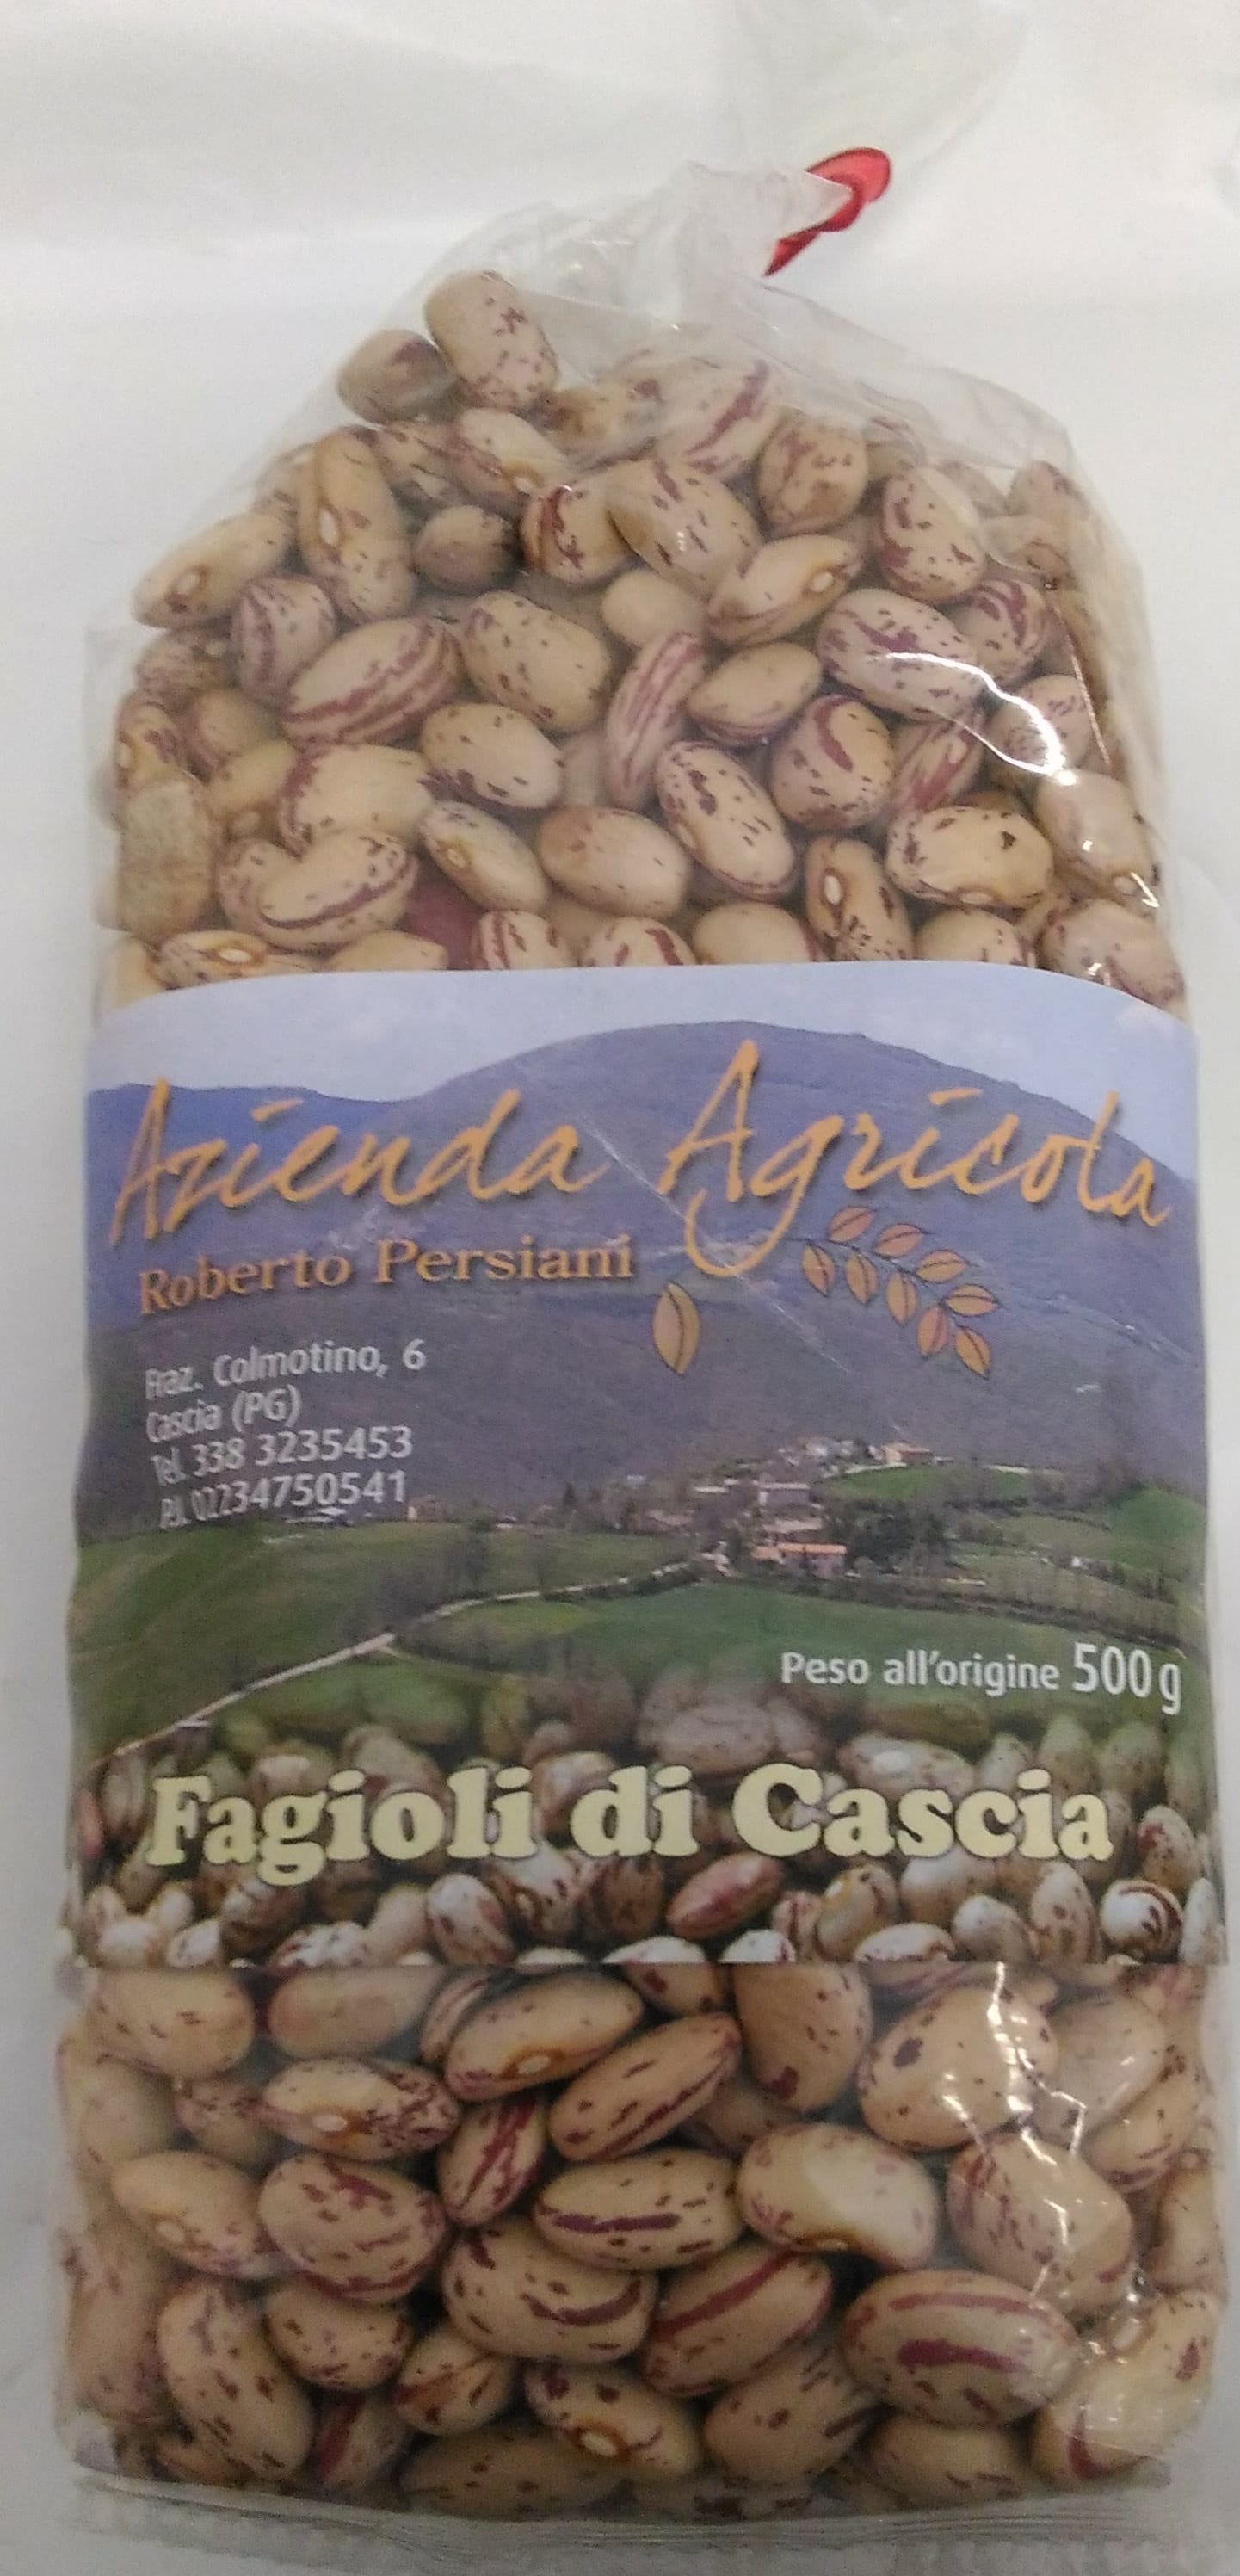 Azienda Agricola
Roberto Persiani
Fraz. Colmotino, 6
Cascia (PG)
Tel. 338 3235453
P.I. 02234750541
Peso all'origine 500 g
Fagioli di Cascia